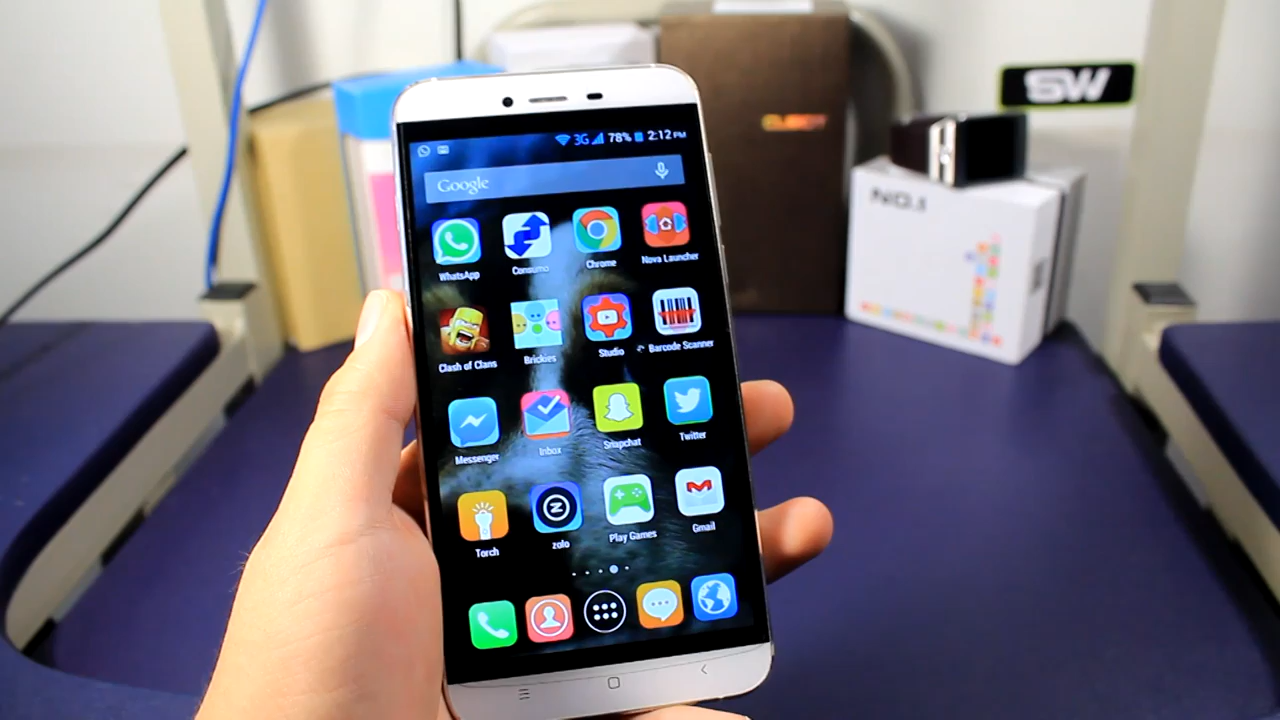 3G 78% 2:12 PM
Google
WhatsApp Consumo Chrome Nova Launcher
Clash of Clans Brickies Studio Barcode Scanner
Messenger Inbox Snapchat Twitter
Torch zolo Play Games Gmail
SW
NO.1